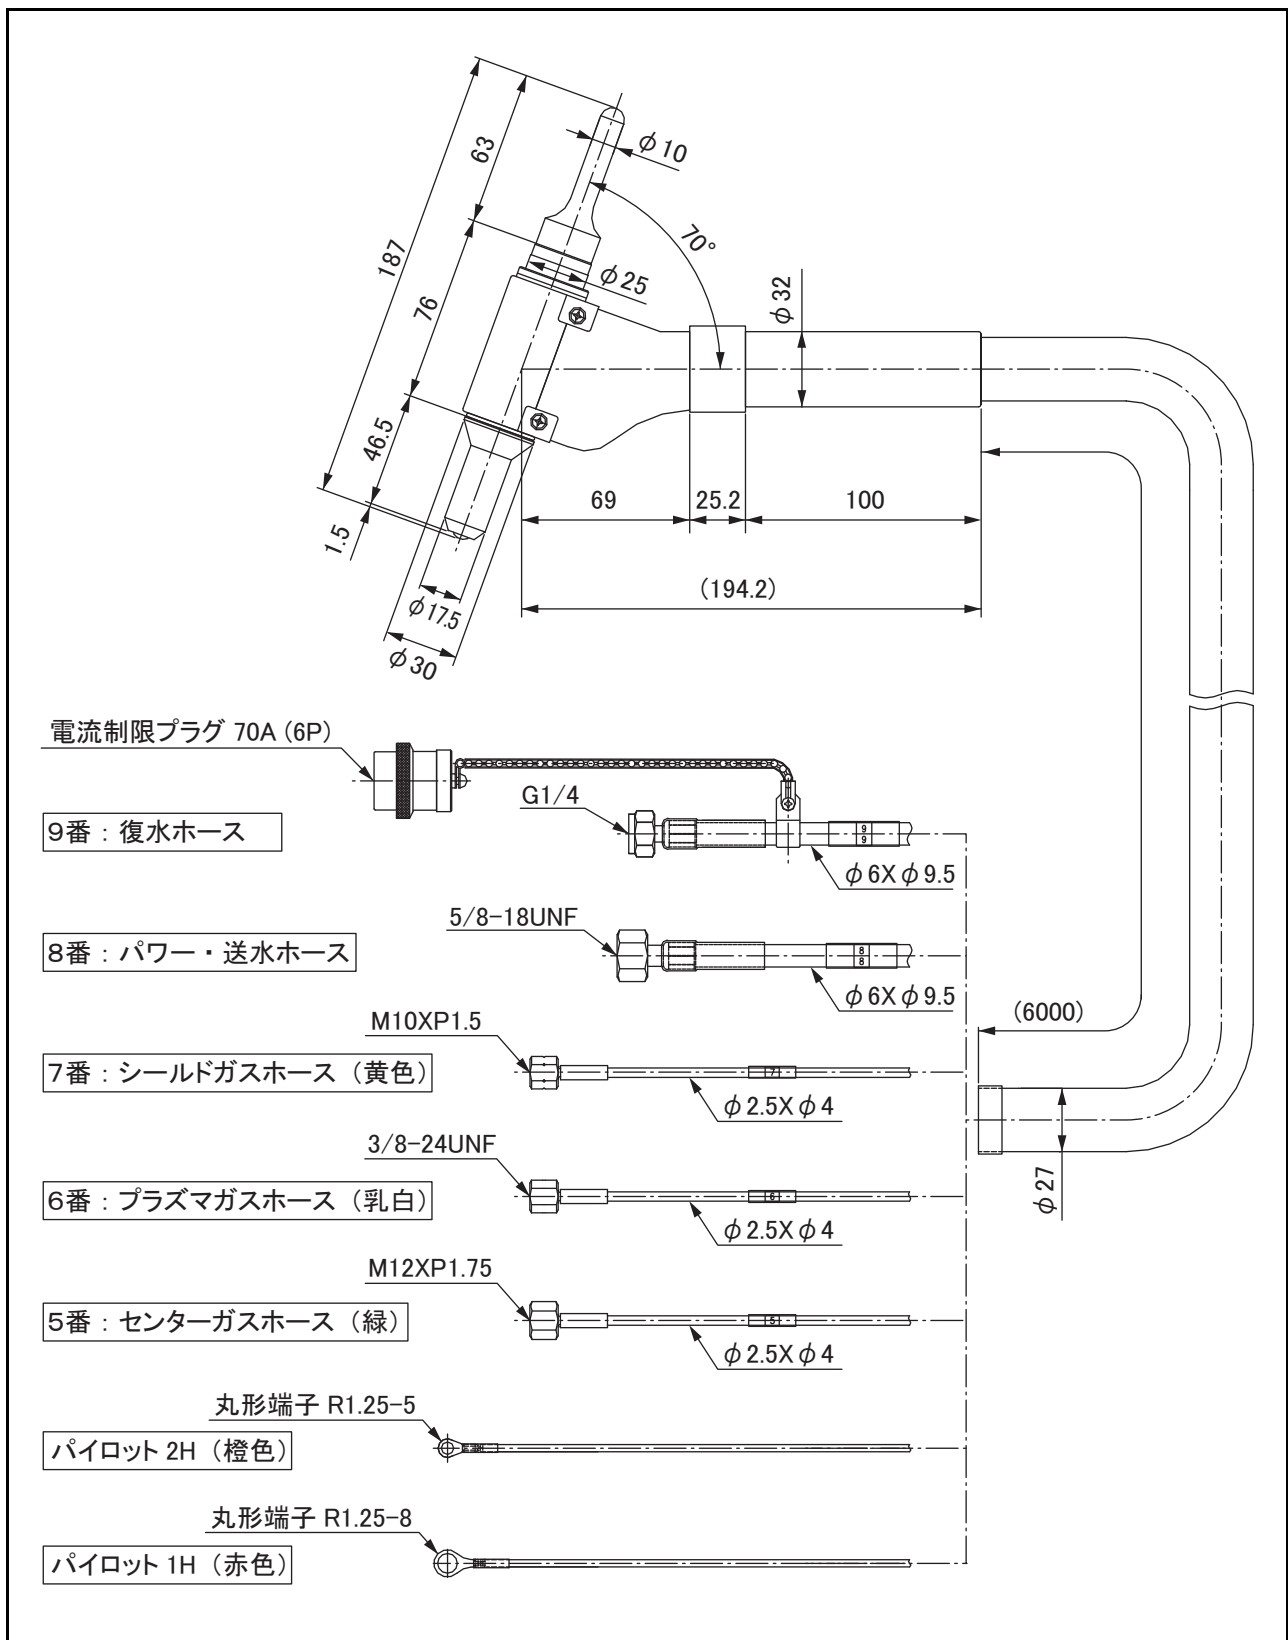 187
63
φ10
70°
76
φ25
φ32
46.5
1.5
69
25.2
100
(194.2)
φ17.5
φ30
電流制限プラグ 70A (6P)
G1/4
9番：復水ホース
9
9
φ6Xφ9.5
5/8-18UNF
8番：パワー・送水ホース
8
8
φ6Xφ9.5
(6000)
M10XP1.5
7番：シールドガスホース（黄色）
7
φ2.5Xφ4
3/8-24UNF
6番：プラズマガスホース（乳白）
6
φ2.5Xφ4
φ27
M12XP1.75
5番：センターガスホース（緑）
5
φ2.5Xφ4
丸形端子 R1.25-5
パイロット 2H（橙色）
丸形端子 R1.25-8
パイロット 1H（赤色）